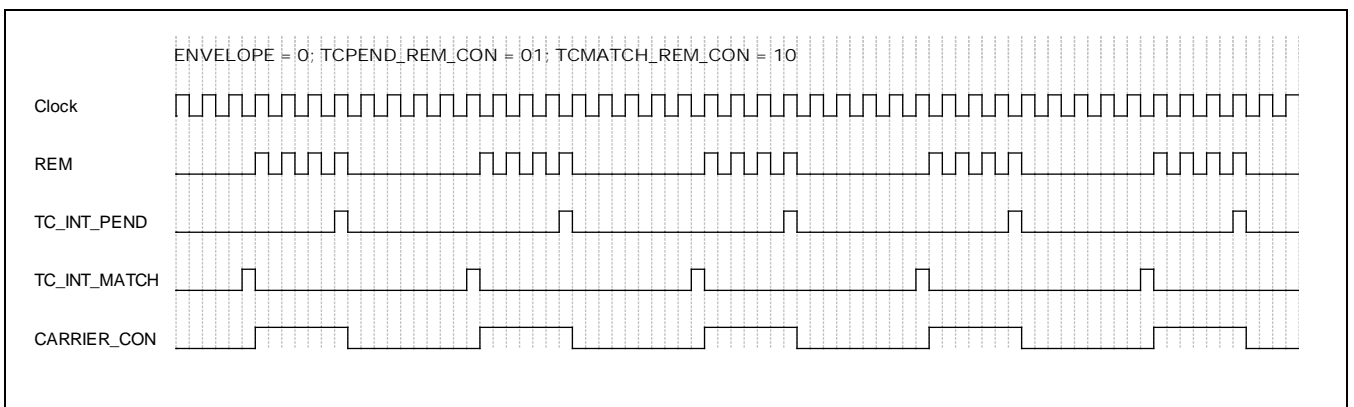 ENVELOPE = 0; TCPEND_REM_CON = 01; TCMATCH_REM_CON = 10
Clock
REM
TC_INT_PEND
TC_INT_MATCH
CARRIER_CON